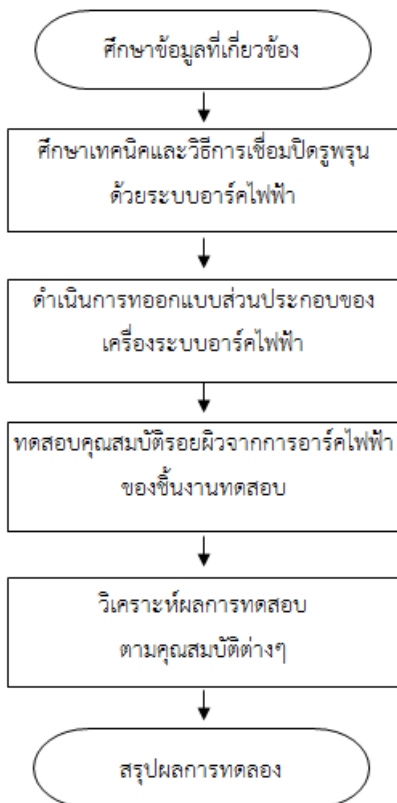 ศึกษาข้อมูลที่เกี่ยวข้อง
ศึกษาเทคนิคและวิธีการเชื่อมปิดรูพรุน
ด้วยระบบอาร์คไฟฟ้า
ดำเนินการทออกแบบส่วนประกอบของ
เครื่องระบบอาร์คไฟฟ้า
ทดสอบคุณสมบัติรอยผิวจากการอาร์คไฟฟ้า
ของชิ้นงานทดสอบ
วิเคราะห์ผลการทดสอบ
ตามคุณสมบัติต่างๆ
สรุปผลการทดลอง